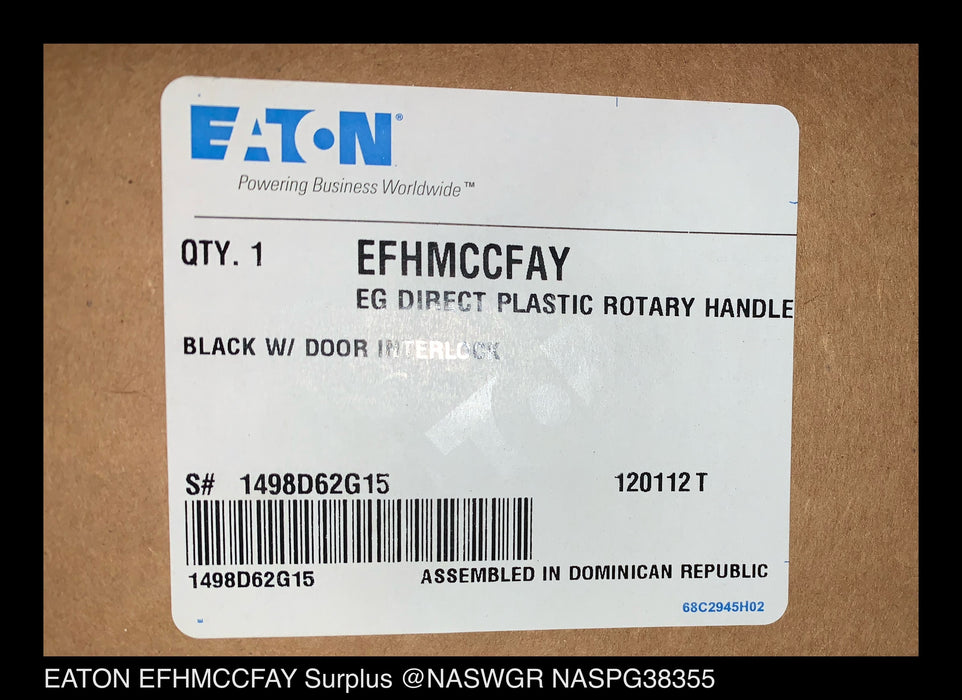 EATON®
Powering Business Worldwide™
QTY. 1 EFHMCCFAY
EG DIRECT PLASTIC ROTARY HANDLE
BLACK W/ DOOR INTERLOCK
S# 1498D62G15 120112 T
1498D62G15 ASSEMBLED IN DOMINICAN REPUBLIC
68C2945H02
EATON EFHMCCFAY Surplus @NASWGR NASPG38355